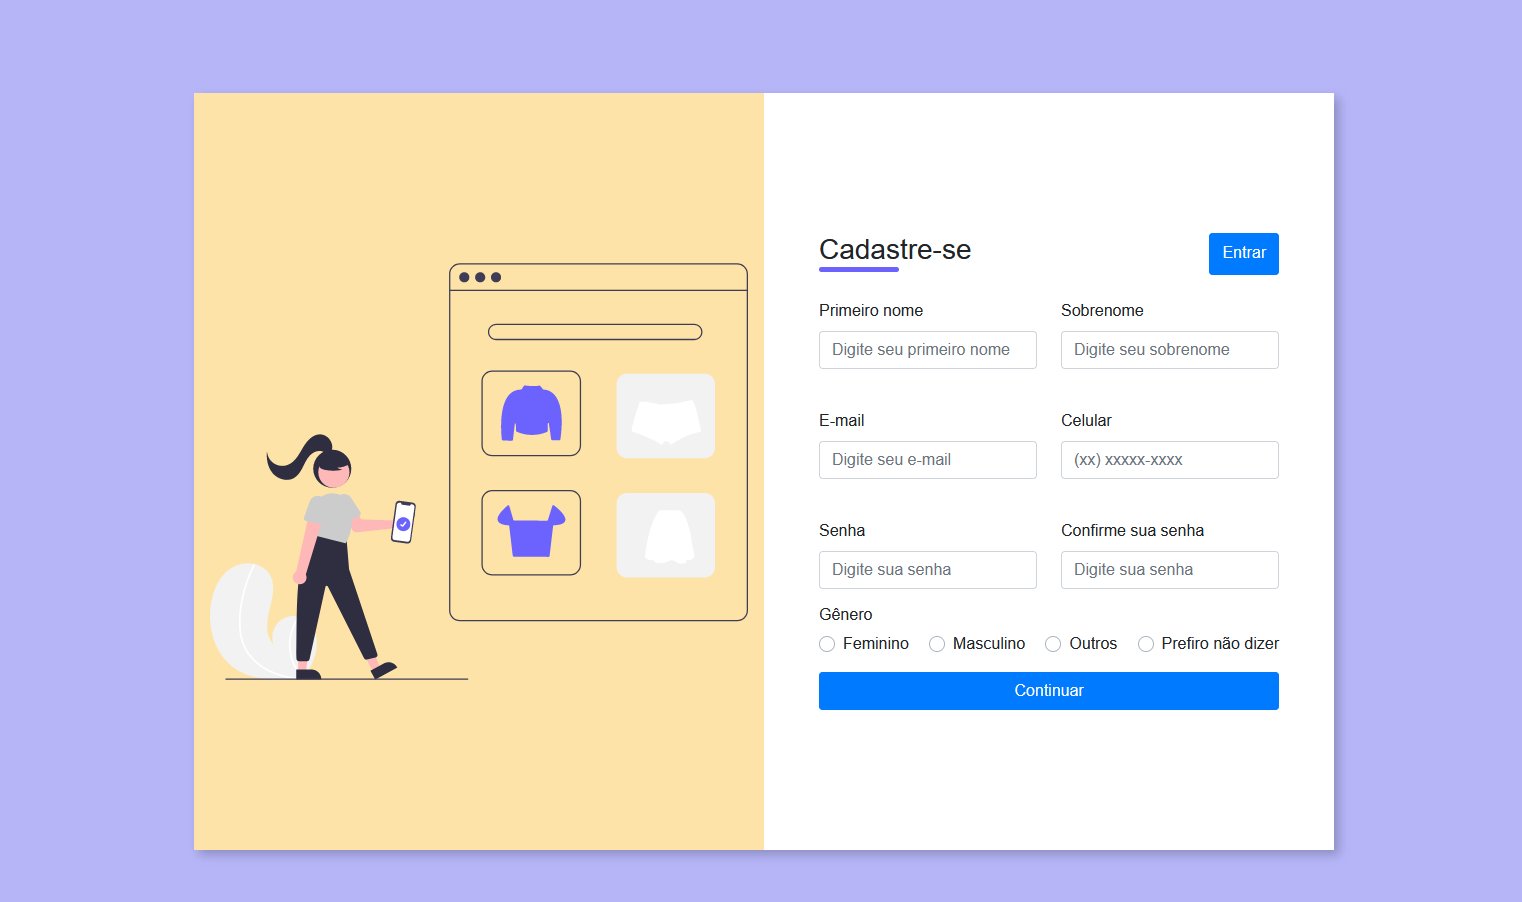 Cadastre-se
Entrar
Primeiro nome
Sobrenome
Digite seu primeiro nome
Digite seu sobrenome
E-mail
Celular
Digite seu e-mail
(xx) xxxxx-xxxx
Senha
Confirme sua senha
Digite sua senha
Digite sua senha
Gênero
Feminino
Masculino
Outros
Prefiro não dizer
Continuar